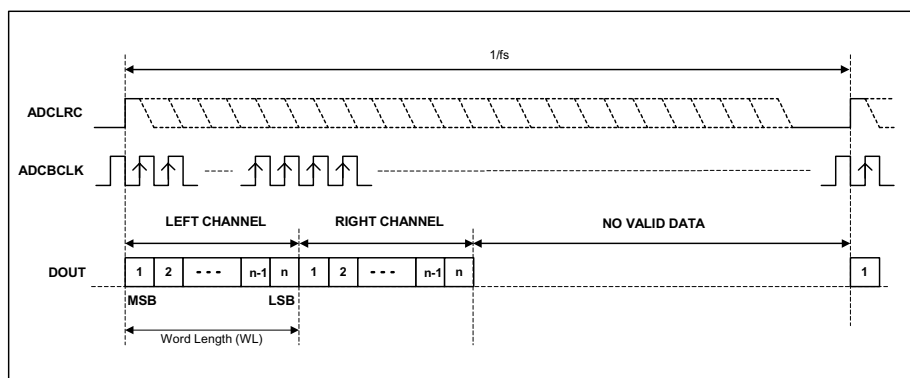 1/fs
ADCLRC
ADCBCLK
LEFT CHANNEL RIGHT CHANNEL NO VALID DATA
DOUT 1 2 - - - n-1 n 1 2 - - - n-1 n 1
MSB LSB
Word Length (WL)